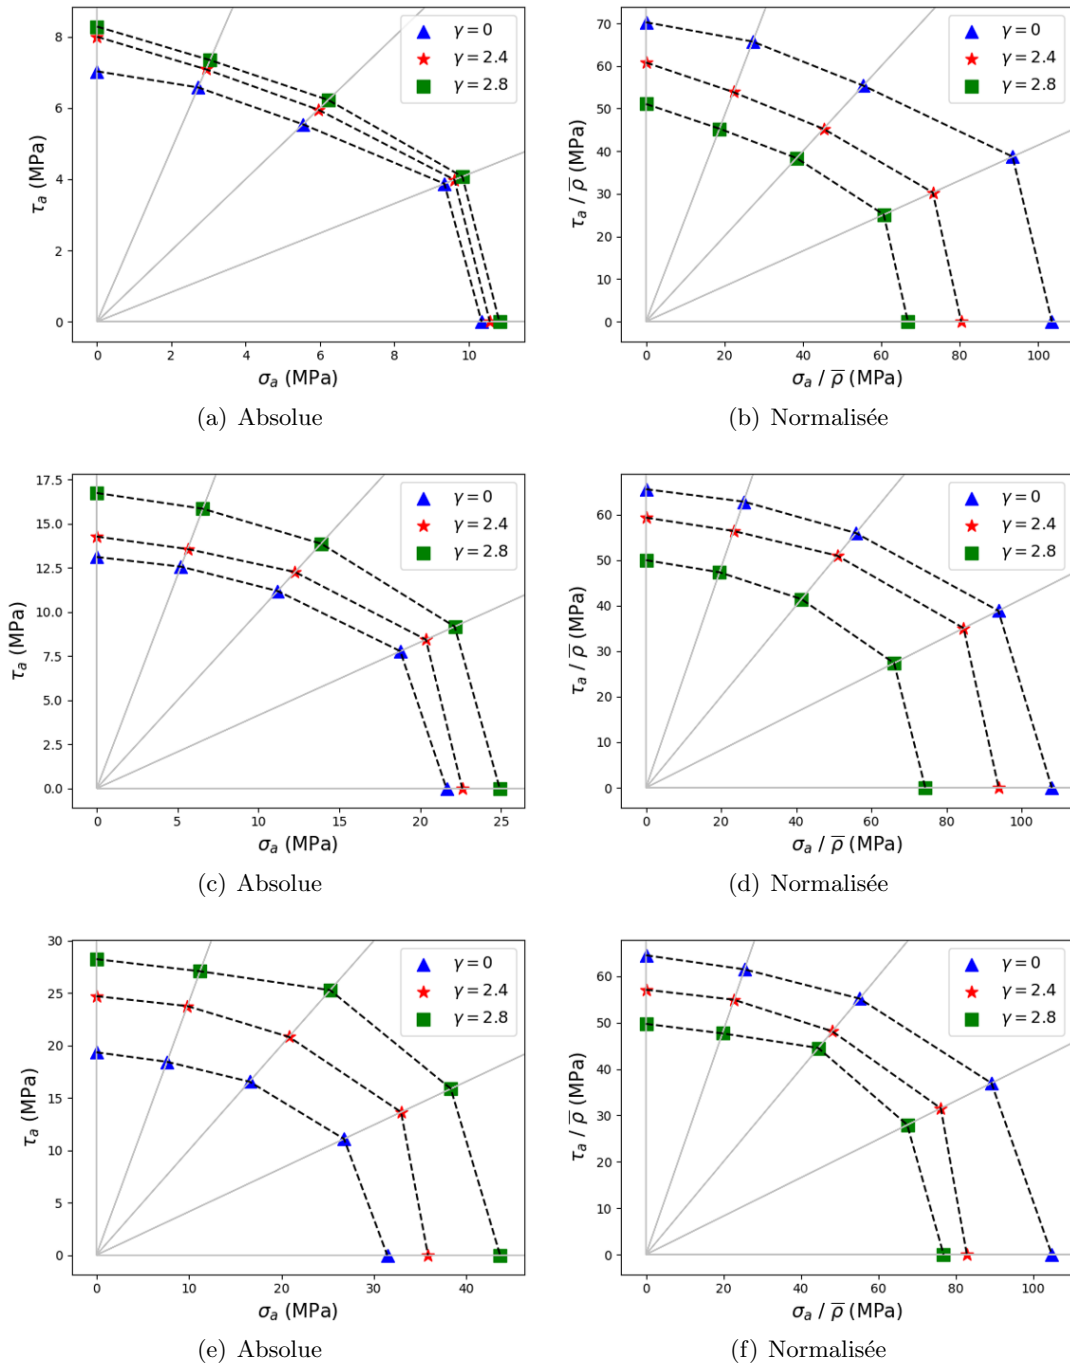 8
6
4
2
0
τa (MPa)
γ = 0
γ = 2.4
γ = 2.8
0 2 4 6 8 10
σa (MPa)
(a) Absolue
70
60
50
40
30
20
10
0
τa / ρ̅ (MPa)
γ = 0
γ = 2.4
γ = 2.8
0 20 40 60 80 100
σa / ρ̅ (MPa)
(b) Normalisée
17.5
15.0
12.5
10.0
7.5
5.0
2.5
0.0
τa (MPa)
γ = 0
γ = 2.4
γ = 2.8
0 5 10 15 20 25
σa (MPa)
(c) Absolue
60
50
40
30
20
10
0
τa / ρ̅ (MPa)
γ = 0
γ = 2.4
γ = 2.8
0 20 40 60 80 100
σa / ρ̅ (MPa)
(d) Normalisée
30
25
20
15
10
5
0
τa (MPa)
γ = 0
γ = 2.4
γ = 2.8
0 10 20 30 40
σa (MPa)
(e) Absolue
60
50
40
30
20
10
0
τa / ρ̅ (MPa)
γ = 0
γ = 2.4
γ = 2.8
0 20 40 60 80 100
σa / ρ̅ (MPa)
(f) Normalisée